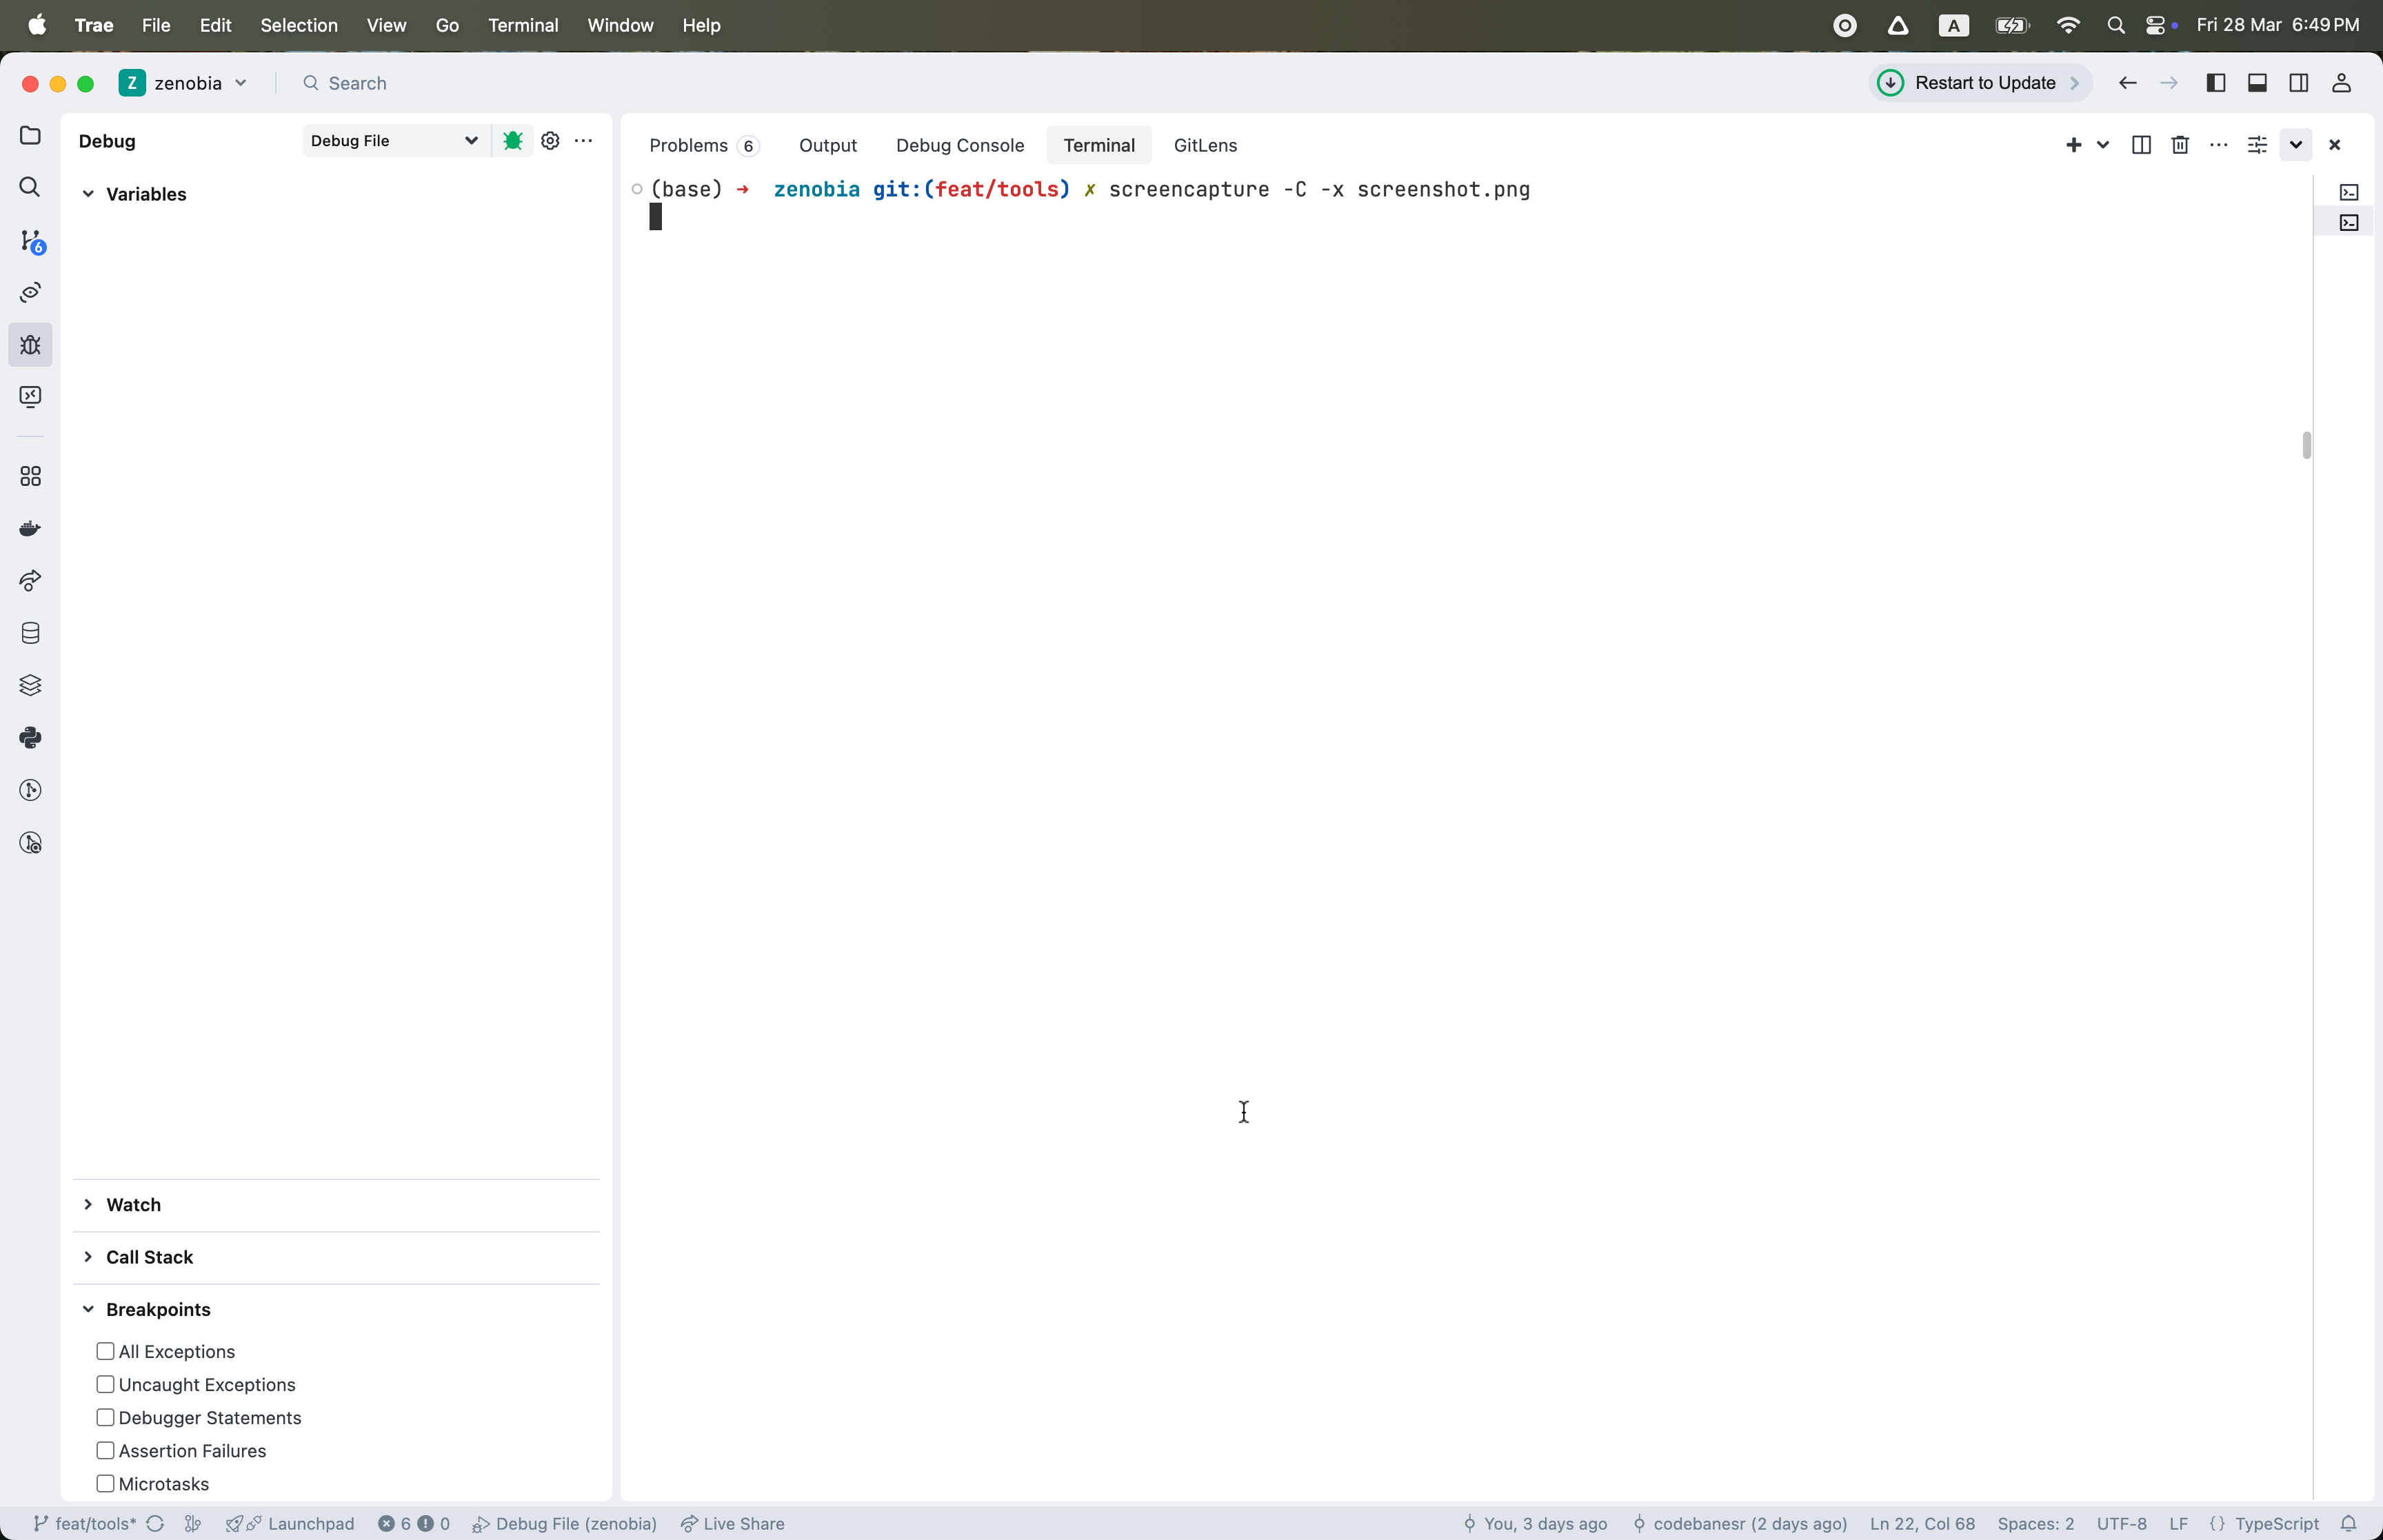 Trae File Edit Selection View Go Terminal Window Help A Fri 28 Mar 6:49 PM
Z zenobia Search Restart to Update
Debug Debug File
Problems 6 Output Debug Console Terminal GitLens
Variables
(base) ➜ zenobia git:(feat/tools) ✗ screencapture -C -x screenshot.png
6
Watch
Call Stack
Breakpoints
All Exceptions
Uncaught Exceptions
Debugger Statements
Assertion Failures
Microtasks
feat/tools* Launchpad 6 0 Debug File (zenobia) Live Share You, 3 days ago codebanesr (2 days ago) Ln 22, Col 68 Spaces: 2 UTF-8 LF {} TypeScript